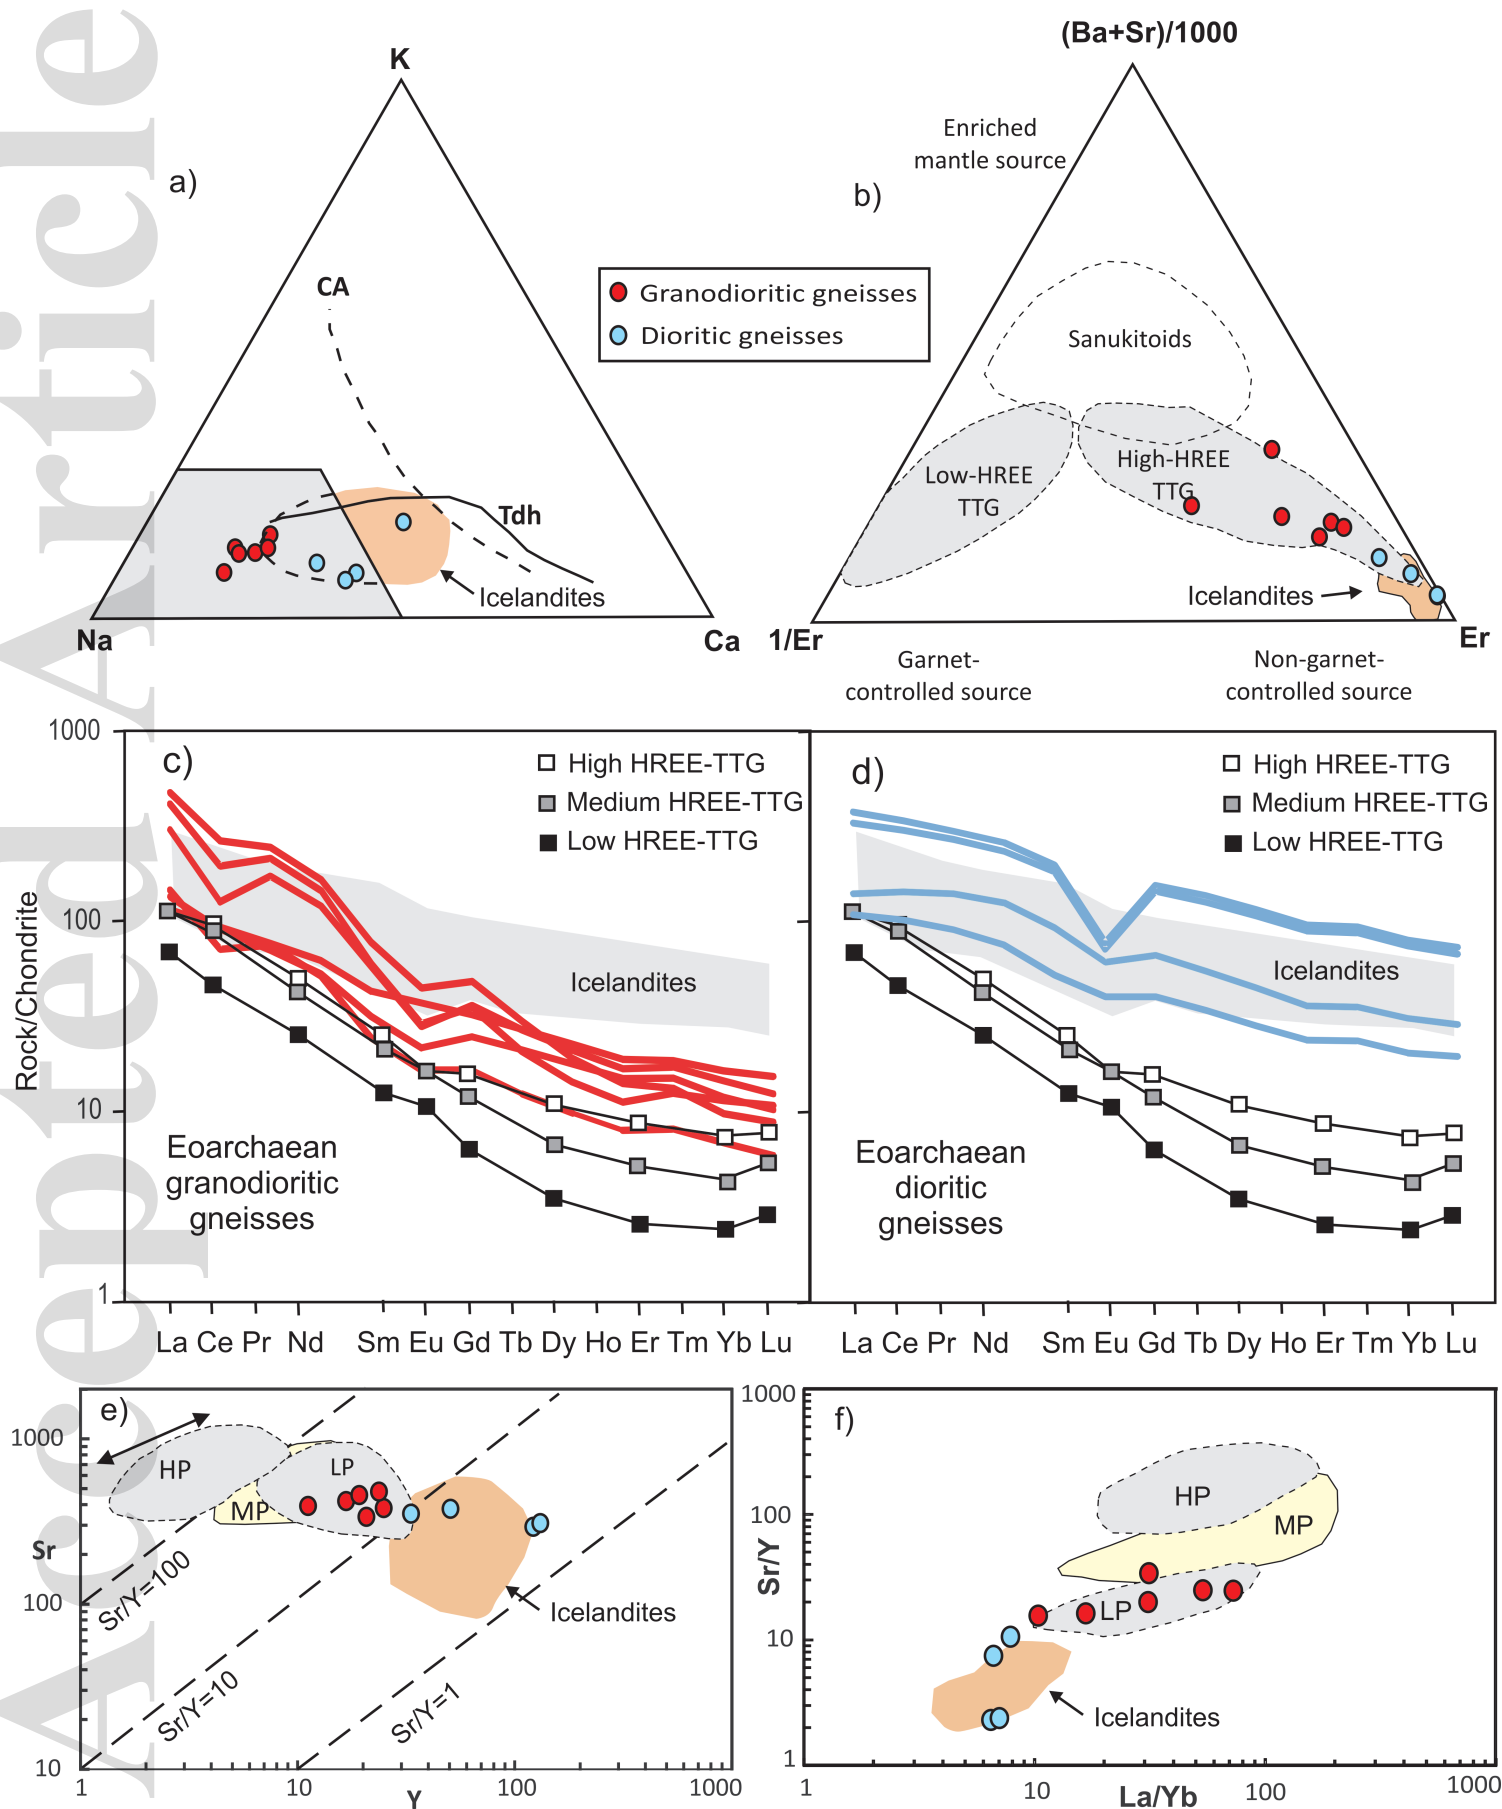 Accepted Article
K
a)
CA
Tdh
Icelandites
Na
Ca
(Ba+Sr)/1000
Enriched
mantle source
b)
Granodioritic gneisses
Dioritic gneisses
Sanukitoids
Low-HREE
TTG
High-HREE
TTG
Icelandites
1/Er
Er
Garnet-
controlled source
Non-garnet-
controlled source
Rock/Chondrite
1000
100
10
1
c)
High HREE-TTG
Medium HREE-TTG
Low HREE-TTG
Icelandites
Eoarchaean
granodioritic
gneisses
La Ce Pr Nd Sm Eu Gd Tb Dy Ho Er Tm Yb Lu
d)
High HREE-TTG
Medium HREE-TTG
Low HREE-TTG
Icelandites
Eoarchaean
dioritic
gneisses
La Ce Pr Nd Sm Eu Gd Tb Dy Ho Er Tm Yb Lu
e)
1000
Sr
100
10
HP
LP
MP
Sr/Y=100
Sr/Y=10
Sr/Y=1
Icelandites
1 10 100 1000
Y
f)
1000
100
10
1
Sr/Y
HP
MP
LP
Icelandites
1 10 100 1000
La/Yb